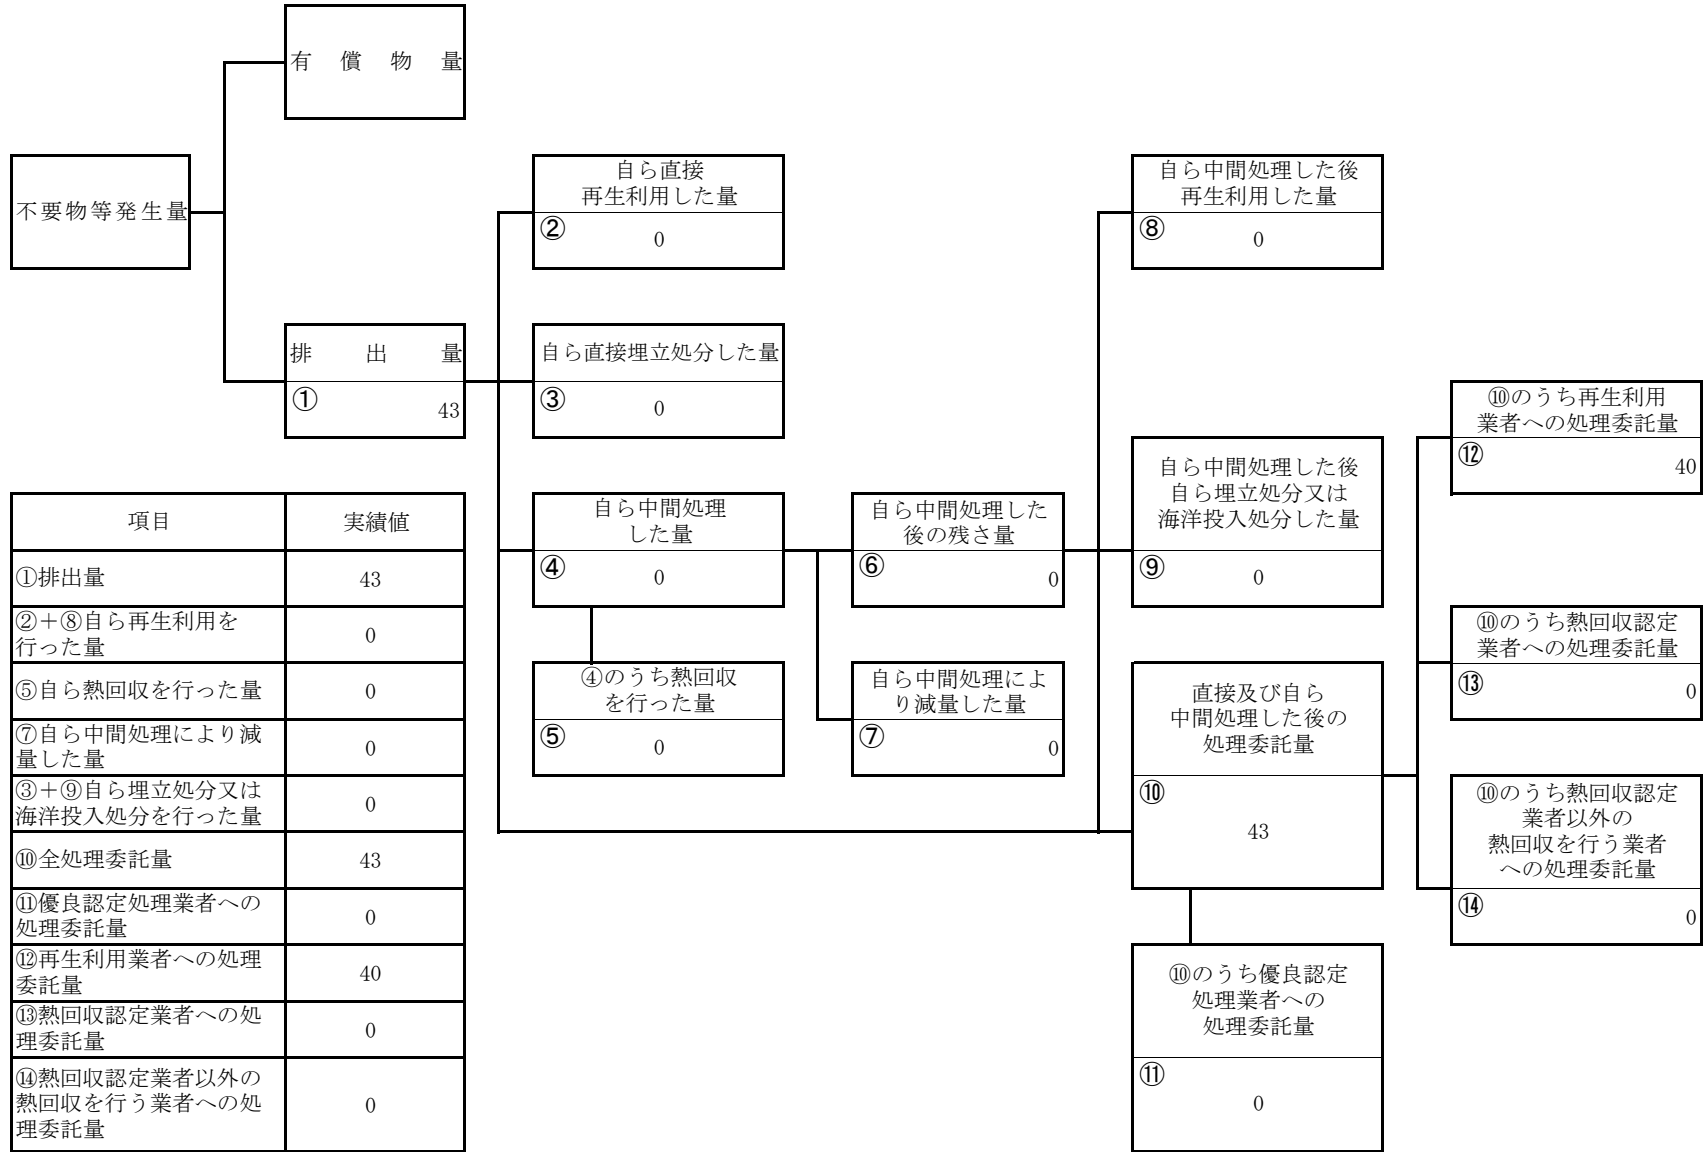 有償物量
不要物等発生量
排出量
①
43
自ら直接
再生利用した量
②
0
自ら直接埋立処分した量
③
0
自ら中間処理
した量
④
0
④のうち熱回収
を行った量
⑤
0
自ら中間処理した
後の残さ量
⑥
0
自ら中間処理によ
り減量した量
⑦
0
自ら中間処理した後
再生利用した量
⑧
0
自ら中間処理した後
自ら埋立処分又は
海洋投入処分した量
⑨
0
直接及び自ら
中間処理した後の
処理委託量
⑩
43
⑩のうち優良認定
処理業者への
処理委託量
⑪
0
⑩のうち再生利用
業者への処理委託量
⑫
40
⑩のうち熱回収認定
業者への処理委託量
⑬
0
⑩のうち熱回収認定
業者以外の
熱回収を行う業者
への処理委託量
⑭
0
項目 実績値
①排出量 43
②＋⑧自ら再生利用を
行った量
0
⑤自ら熱回収を行った量 0
⑦自ら中間処理により減
量した量
0
③＋⑨自ら埋立処分又は
海洋投入処分を行った量
0
⑩全処理委託量 43
⑪優良認定処理業者への
処理委託量
0
⑫再生利用業者への処理
委託量
40
⑬熱回収認定業者への処
理委託量
0
⑭熱回収認定業者以外の
熱回収を行う業者への処
理委託量
0